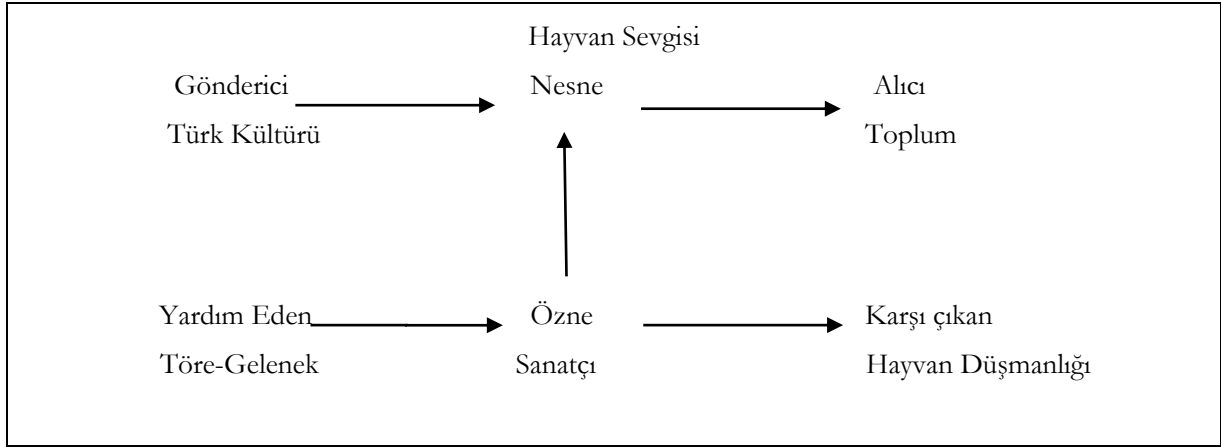 Hayvan Sevgisi
Gönderici Nesne Alıcı
Türk Kültürü Toplum
Yardım Eden Özne Karşı çıkan
Töre-Gelenek Sanatçı Hayvan Düşmanlığı